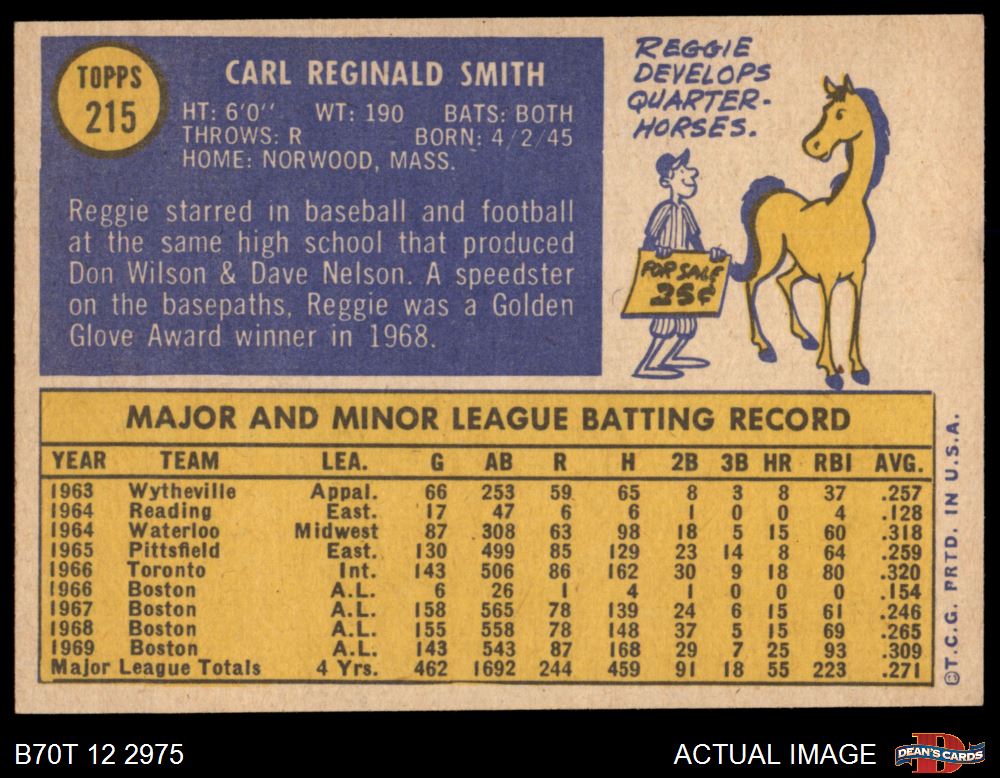 TOPPS
215
CARL REGINALD SMITH
HT: 6'0'' WT: 190 BATS: BOTH
THROWS: R BORN: 4/2/45
HOME: NORWOOD, MASS.
Reggie starred in baseball and football
at the same high school that produced
Don Wilson & Dave Nelson. A speedster
on the basepaths, Reggie was a Golden
Glove Award winner in 1968.
REGGIE
DEVELOPS
QUARTER-
HORSES.
FOR SALE
25¢
MAJOR AND MINOR LEAGUE BATTING RECORD
YEAR TEAM LEA. G AB R H 2B 3B HR RBI AVG.
1963 Wytheville Appal. 66 253 59 65 8 3 8 37 .257
1964 Reading East. 17 47 6 6 1 0 0 4 .128
1964 Waterloo Midwest 87 308 63 98 18 5 15 60 .318
1965 Pittsfield East. 130 499 85 129 23 14 8 64 .259
1966 Toronto Int. 143 506 86 162 30 9 18 80 .320
1966 Boston A.L. 6 26 1 4 1 0 0 0 .154
1967 Boston A.L. 158 565 78 139 24 6 15 61 .246
1968 Boston A.L. 155 558 78 148 37 5 15 69 .265
1969 Boston A.L. 143 543 87 168 29 7 25 93 .309
Major League Totals 4 Yrs. 462 1692 244 459 91 18 55 223 .271
©T.C.G. PRTD. IN U.S.A.
B70T 12 2975
ACTUAL IMAGE
DEAN'S CARDS